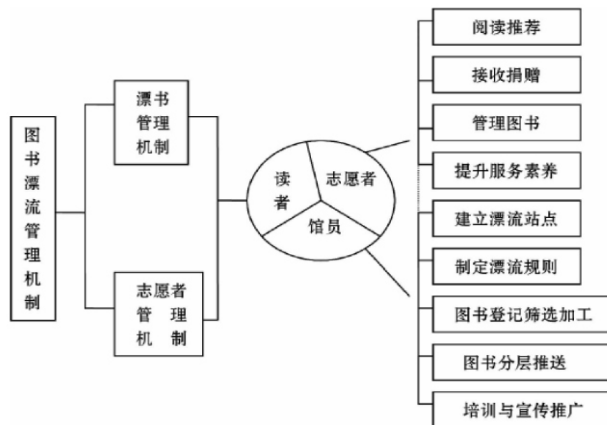 图书漂流管理机制
漂书
管理
机制
志愿者
管理
机制
读者
志愿者
馆员
阅读推荐
接收捐赠
管理图书
提升服务素养
建立漂流站点
制定漂流规则
图书登记筛选加工
图书分层推送
培训与宣传推广